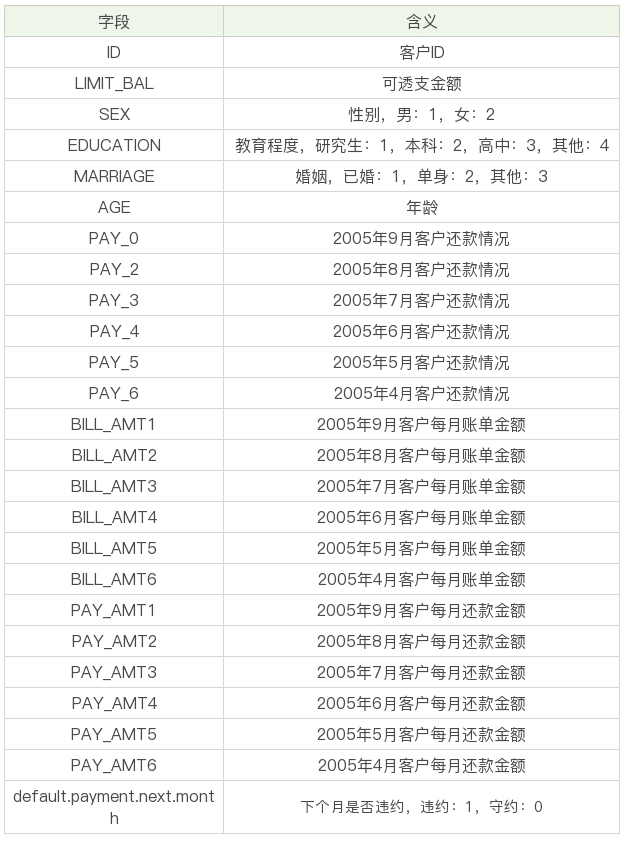 字段 含义
ID 客户ID
LIMIT_BAL 可透支金额
SEX 性别，男：1，女：2
EDUCATION 教育程度，研究生：1，本科：2，高中：3，其他：4
MARRIAGE 婚姻，已婚：1，单身：2，其他：3
AGE 年龄
PAY_0 2005年9月客户还款情况
PAY_2 2005年8月客户还款情况
PAY_3 2005年7月客户还款情况
PAY_4 2005年6月客户还款情况
PAY_5 2005年5月客户还款情况
PAY_6 2005年4月客户还款情况
BILL_AMT1 2005年9月客户每月账单金额
BILL_AMT2 2005年8月客户每月账单金额
BILL_AMT3 2005年7月客户每月账单金额
BILL_AMT4 2005年6月客户每月账单金额
BILL_AMT5 2005年5月客户每月账单金额
BILL_AMT6 2005年4月客户每月账单金额
PAY_AMT1 2005年9月客户每月还款金额
PAY_AMT2 2005年8月客户每月还款金额
PAY_AMT3 2005年7月客户每月还款金额
PAY_AMT4 2005年6月客户每月还款金额
PAY_AMT5 2005年5月客户每月还款金额
PAY_AMT6 2005年4月客户每月还款金额
default.payment.next.mont
h
下个月是否违约，违约：1，守约：0